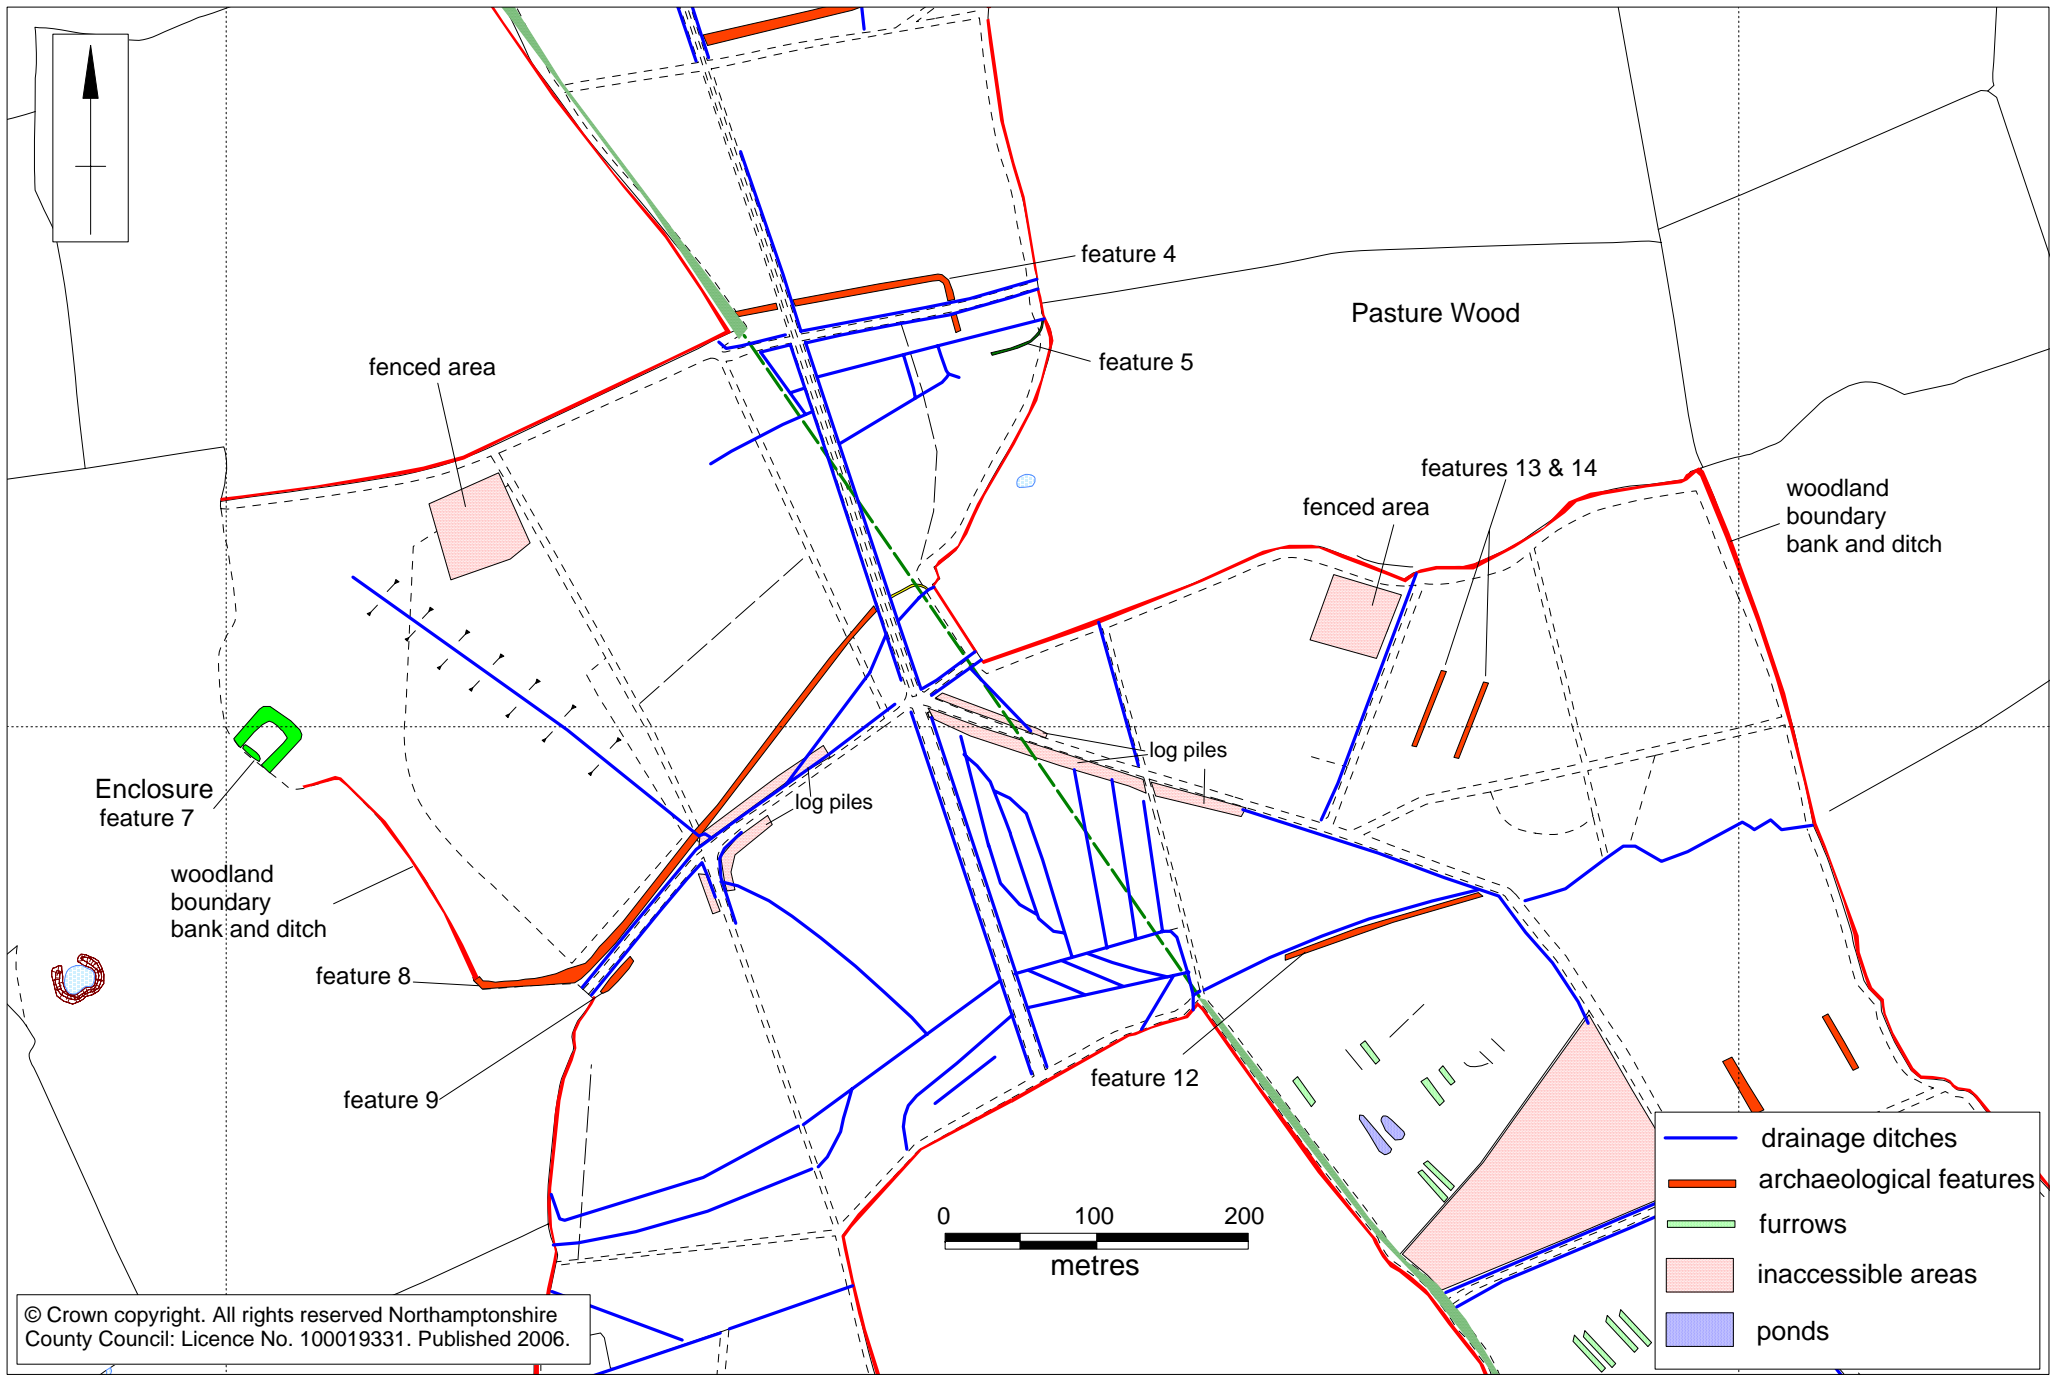 feature 4
Pasture Wood
feature 5
fenced area
features 13 & 14
fenced area
woodland
boundary
bank and ditch
log piles
log piles
Enclosure
feature 7
woodland
boundary
bank and ditch
feature 8
feature 9
feature 12
0 100 200
metres
drainage ditches
archaeological features
furrows
inaccessible areas
ponds
© Crown copyright. All rights reserved Northamptonshire
County Council: Licence No. 100019331. Published 2006.